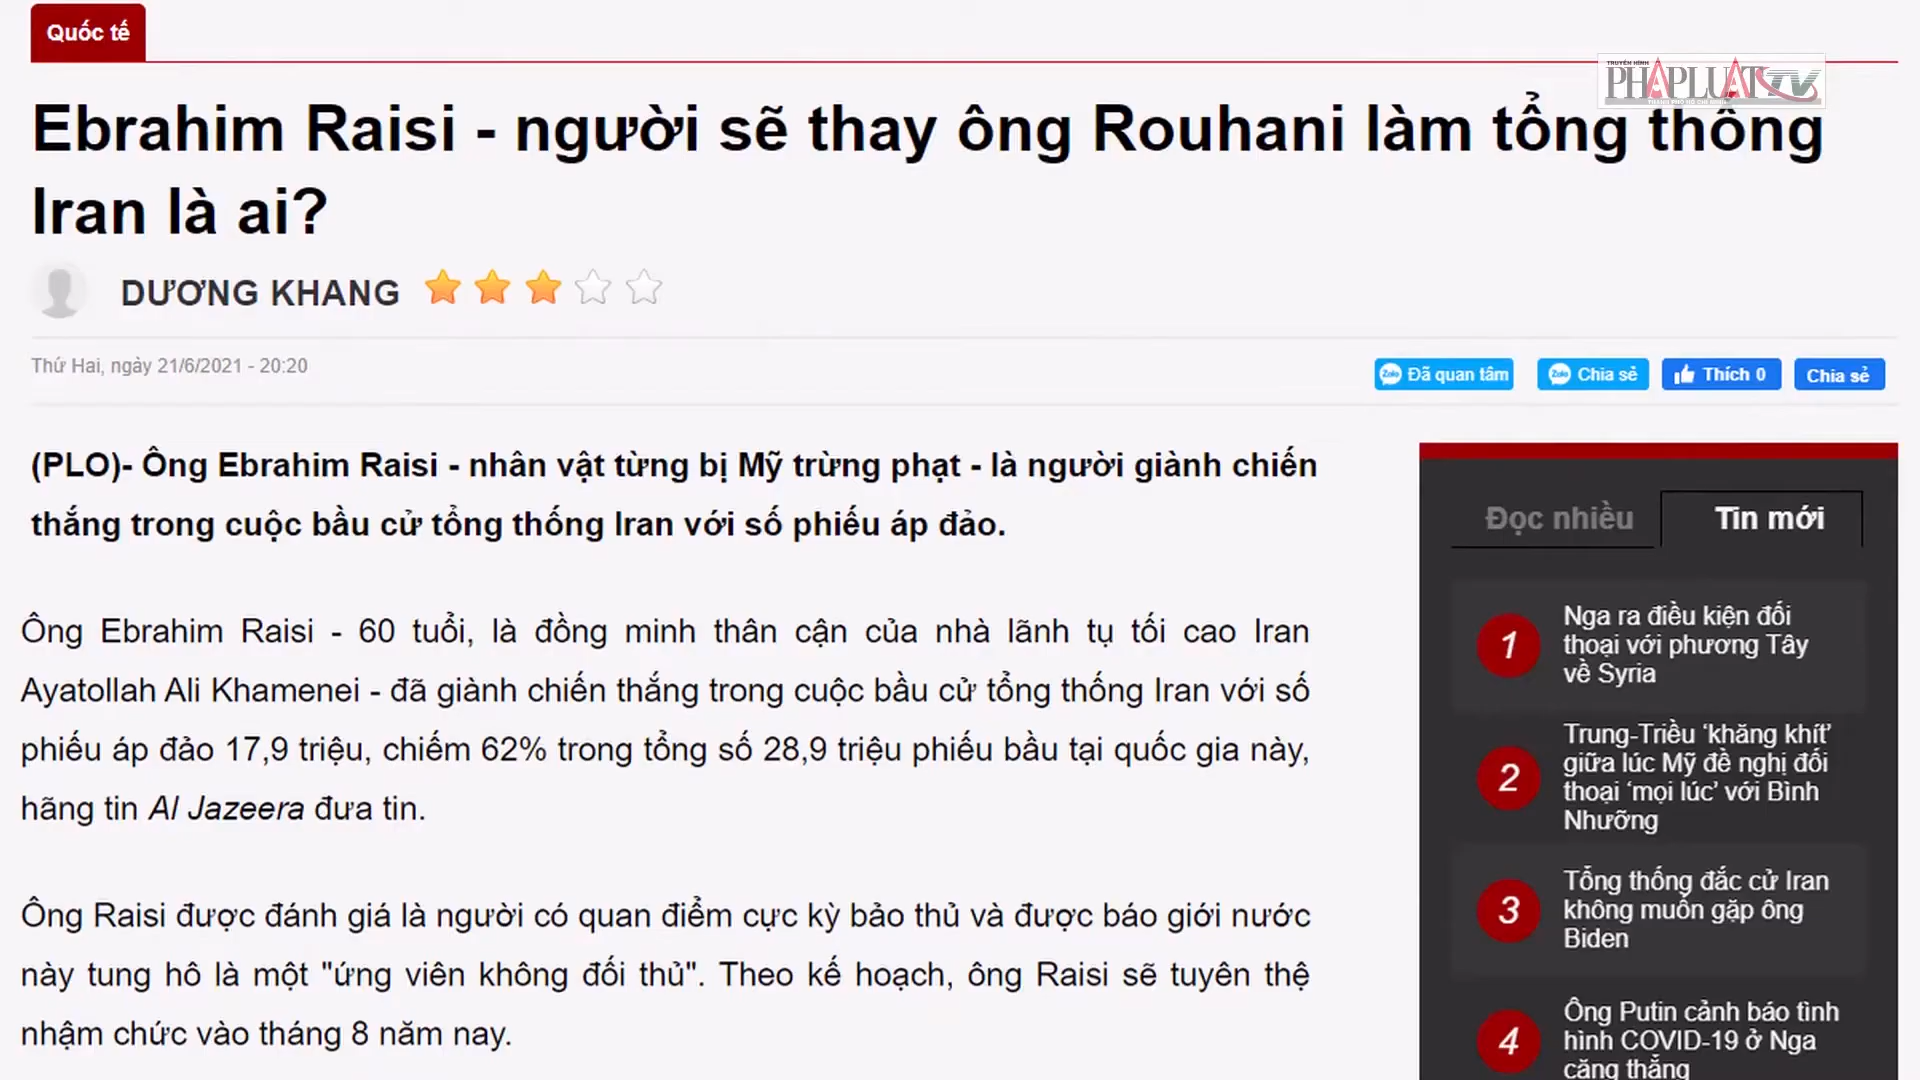 Quốc tế
TRUYỀN HÌNH
PHÁPLUẬTTV
THÀNH PHỐ HỒ CHÍ MINH
Ebrahim Raisi - người sẽ thay ông Rouhani làm tổng thống
Iran là ai?
DƯƠNG KHANG
Thứ Hai, ngày 21/6/2021 - 20:20
Zalo Đã quan tâm
Zalo Chia sẻ
Thích 0
Chia sẻ
(PLO)- Ông Ebrahim Raisi - nhân vật từng bị Mỹ trừng phạt - là người giành chiến
thắng trong cuộc bầu cử tổng thống Iran với số phiếu áp đảo.
Ông Ebrahim Raisi - 60 tuổi, là đồng minh thân cận của nhà lãnh tụ tối cao Iran
Ayatollah Ali Khamenei - đã giành chiến thắng trong cuộc bầu cử tổng thống Iran với số
phiếu áp đảo 17,9 triệu, chiếm 62% trong tổng số 28,9 triệu phiếu bầu tại quốc gia này,
hãng tin Al Jazeera đưa tin.
Ông Raisi được đánh giá là người có quan điểm cực kỳ bảo thủ và được báo giới nước
này tung hô là một "ứng viên không đối thủ". Theo kế hoạch, ông Raisi sẽ tuyên thệ
nhậm chức vào tháng 8 năm nay.
Đọc nhiều
Tin mới
1
Nga ra điều kiện đối
thoại với phương Tây
về Syria
2
Trung-Triều ‘khăng khít’
giữa lúc Mỹ đề nghị đối
thoại ‘mọi lúc’ với Bình
Nhưỡng
3
Tổng thống đắc cử Iran
không muốn gặp ông
Biden
4
Ông Putin cảnh báo tình
hình COVID-19 ở Nga
căng thẳng